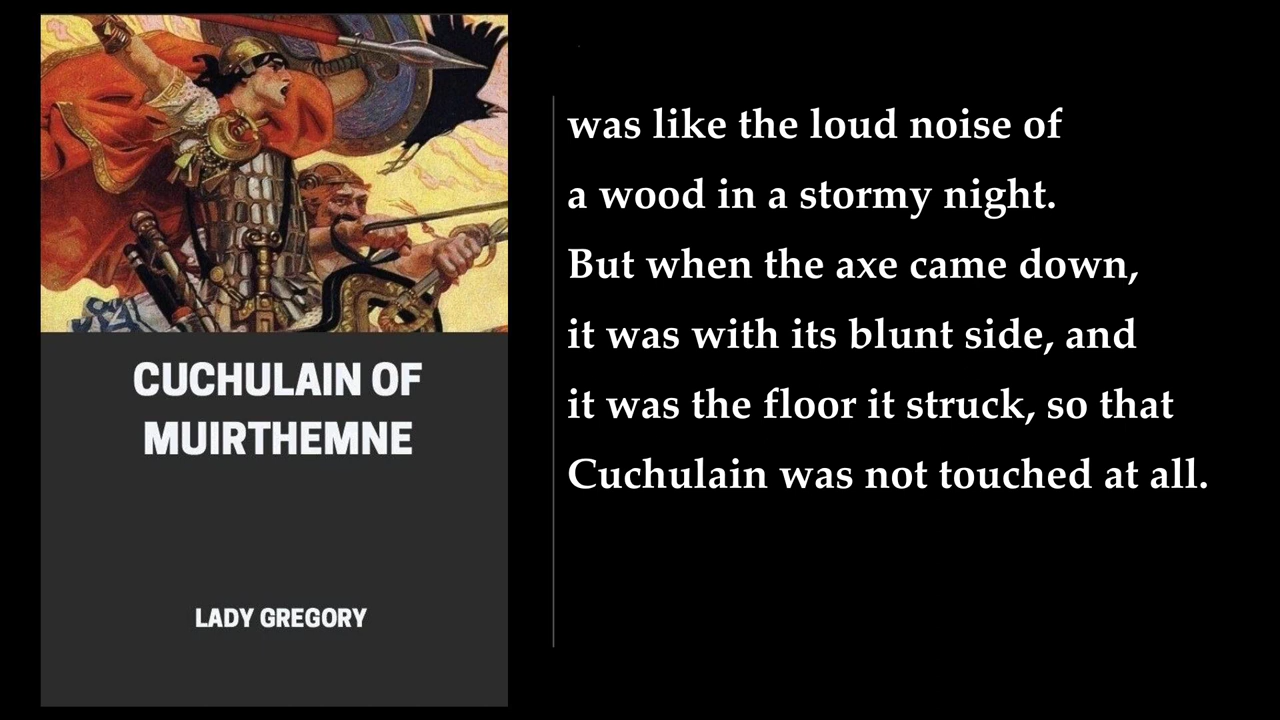 CUCHULAIN OF
MUIRTHEMNE
LADY GREGORY
was like the loud noise of
a wood in a stormy night.
But when the axe came down,
it was with its blunt side, and
it was the floor it struck, so that
Cuchulain was not touched at all.